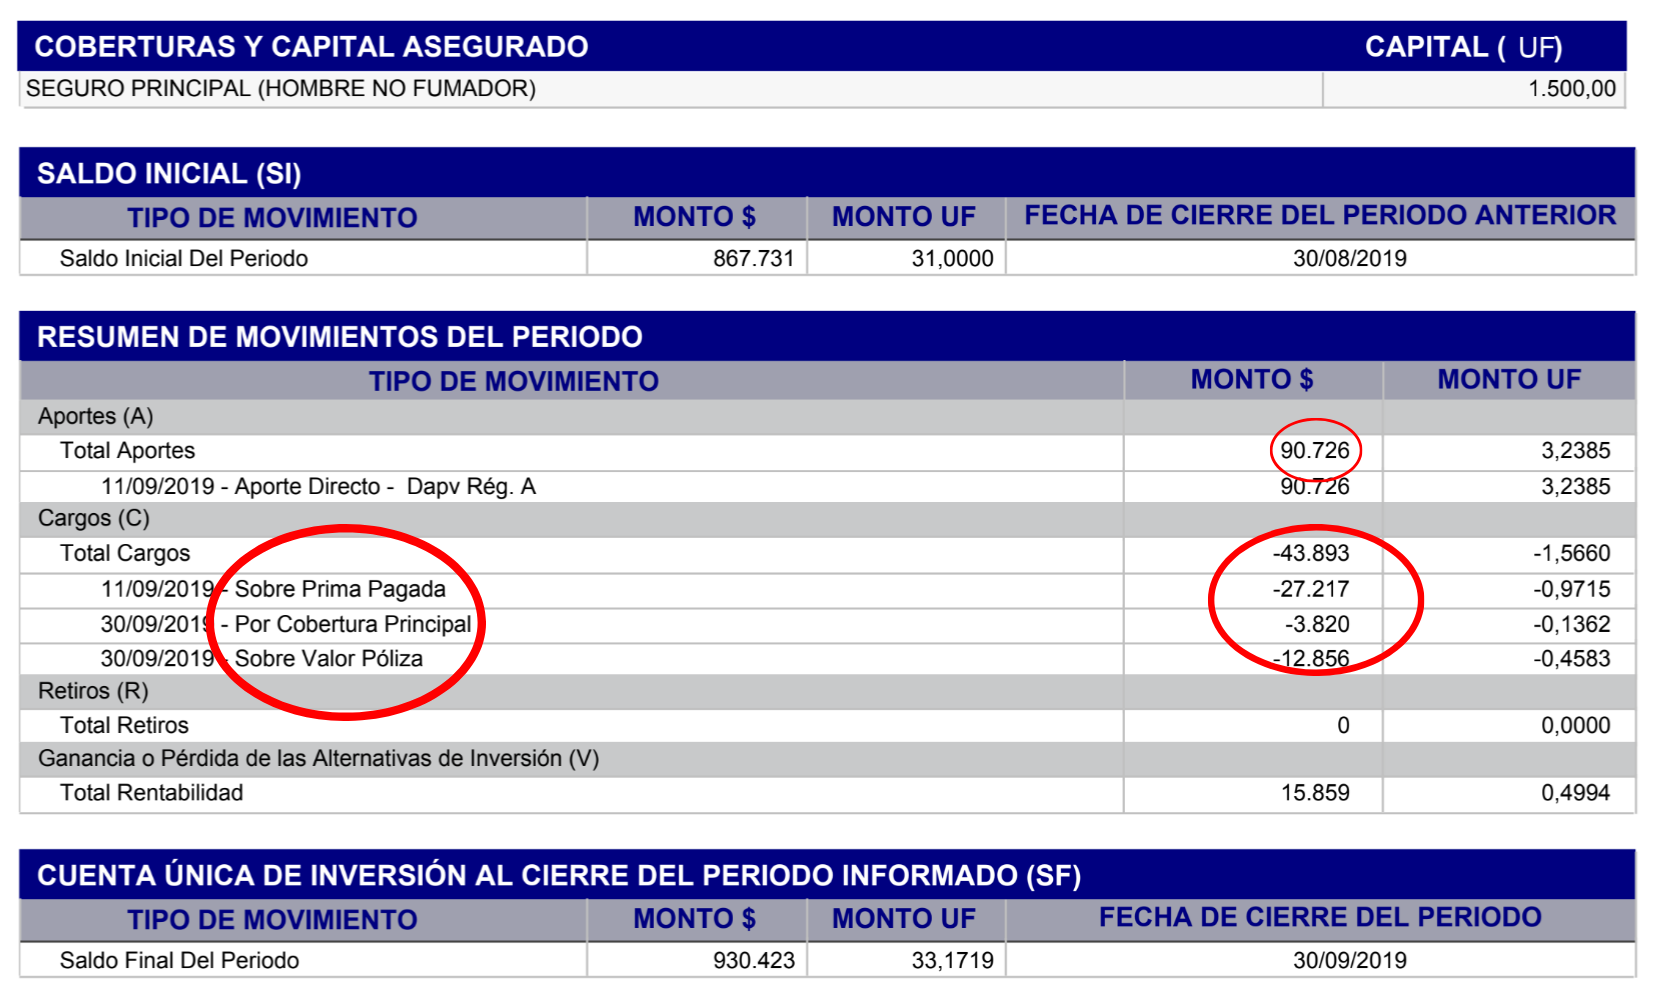 COBERTURAS Y CAPITAL ASEGURADO CAPITAL ( UF)
SEGURO PRINCIPAL (HOMBRE NO FUMADOR) 1.500,00
SALDO INICIAL (SI)
TIPO DE MOVIMIENTO MONTO $ MONTO UF FECHA DE CIERRE DEL PERIODO ANTERIOR
Saldo Inicial Del Periodo 867.731 31,0000 30/08/2019
RESUMEN DE MOVIMIENTOS DEL PERIODO
TIPO DE MOVIMIENTO MONTO $ MONTO UF
Aportes (A)
Total Aportes 90.726 3,2385
11/09/2019 - Aporte Directo - Dapv Rég. A 90.726 3,2385
Cargos (C)
Total Cargos -43.893 -1,5660
11/09/2019 - Sobre Prima Pagada -27.217 -0,9715
30/09/2019 - Por Cobertura Principal -3.820 -0,1362
30/09/2019 - Sobre Valor Póliza -12.856 -0,4583
Retiros (R)
Total Retiros 0 0,0000
Ganancia o Pérdida de las Alternativas de Inversión (V)
Total Rentabilidad 15.859 0,4994
CUENTA ÚNICA DE INVERSIÓN AL CIERRE DEL PERIODO INFORMADO (SF)
TIPO DE MOVIMIENTO MONTO $ MONTO UF FECHA DE CIERRE DEL PERIODO
Saldo Final Del Periodo 930.423 33,1719 30/09/2019